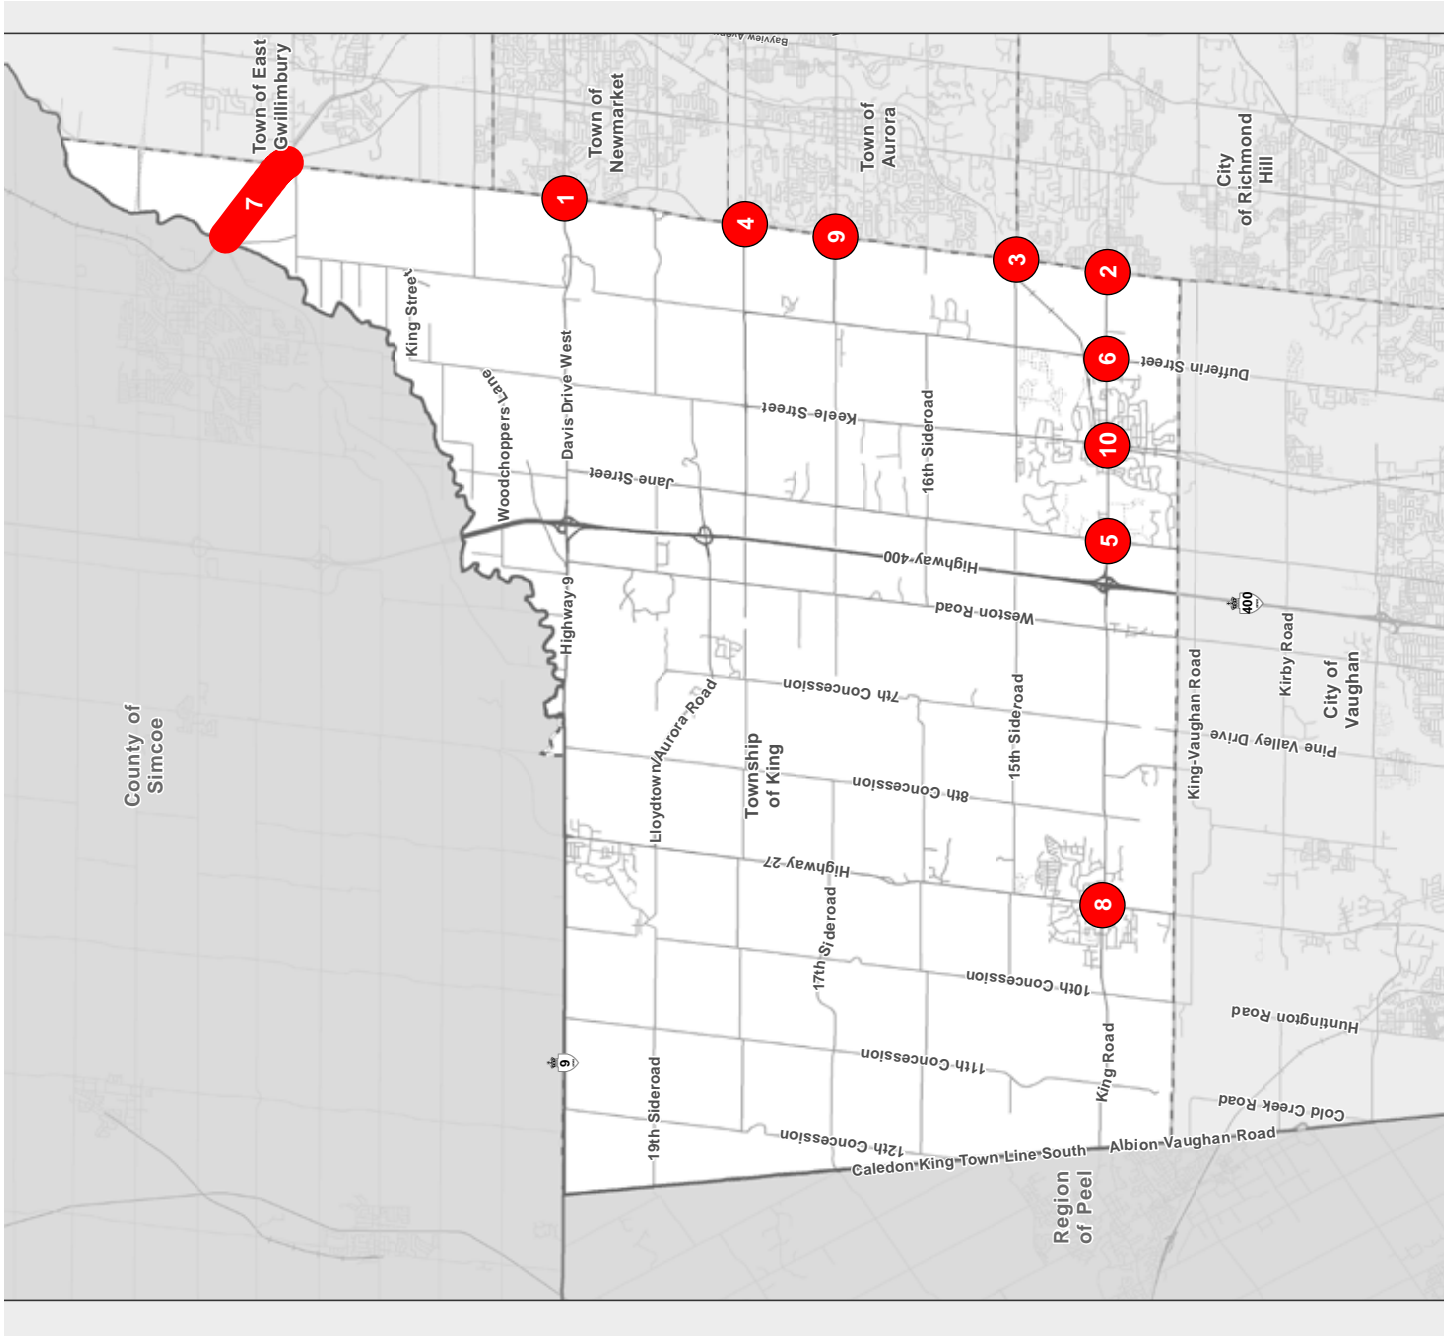 Town of East
Gwillimbury
Town of
Newmarket
Bayview Avenue
Town of
Aurora
City
of Richmond
Hill
7
1
4
9
3
2
6
10
5
8
King Street
Woodchoppers Lane
Davis Drive West
Keele Street
Jane Street
16th Sideroad
Dufferin Street
Highway 400
Weston Road
400
Highway 9
Kirby Road
City of
Vaughan
King-Vaughan Road
Pine Valley Drive
7th Concession
15th Sideroad
8th Concession
Lloydtown/Aurora Road
Township
of King
County of
Simcoe
Highway 27
17th Sideroad
10th Concession
11th Concession
12th Concession
19th Sideroad
9
King Road
Huntington Road
Cold Creek Road
Caledon King Town Line South
Albion Vaughan Road
Region
of Peel